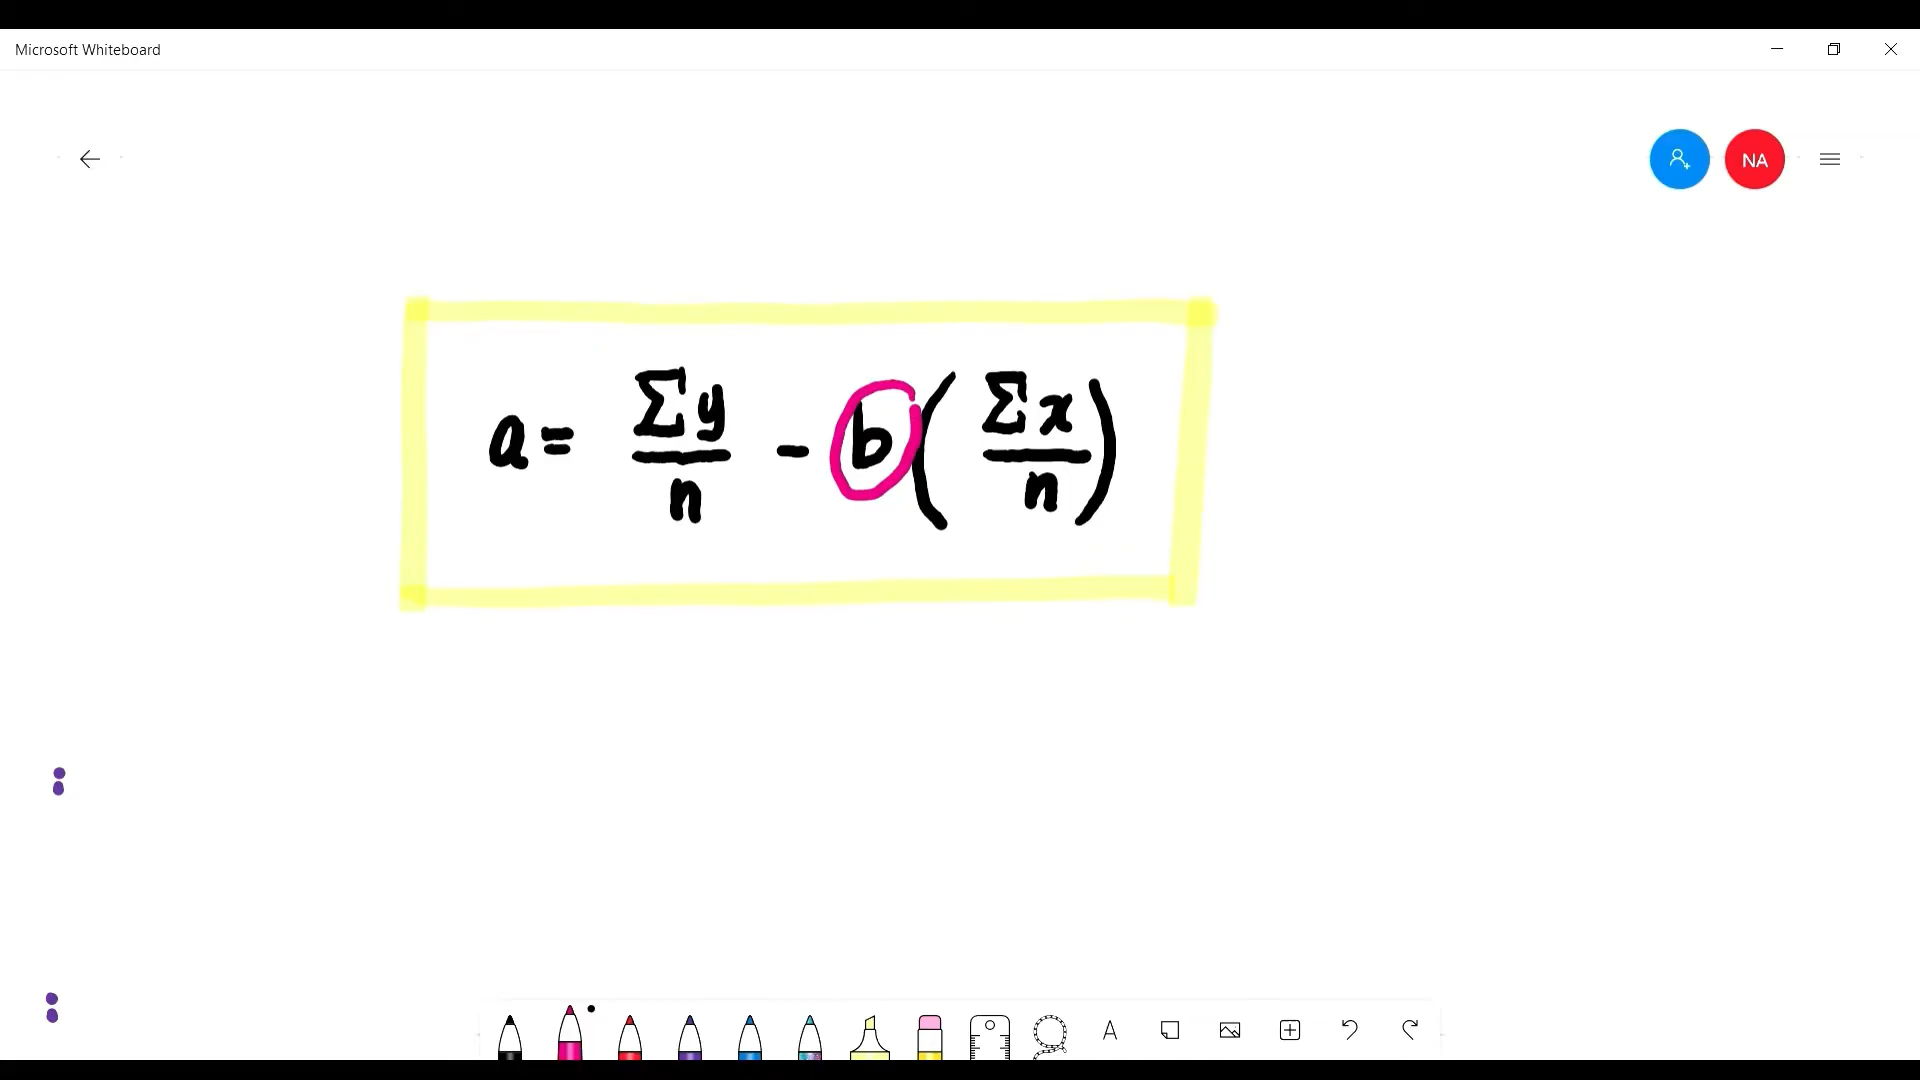 Microsoft Whiteboard
NA
a = Σy/n - b(Σx/n)
A